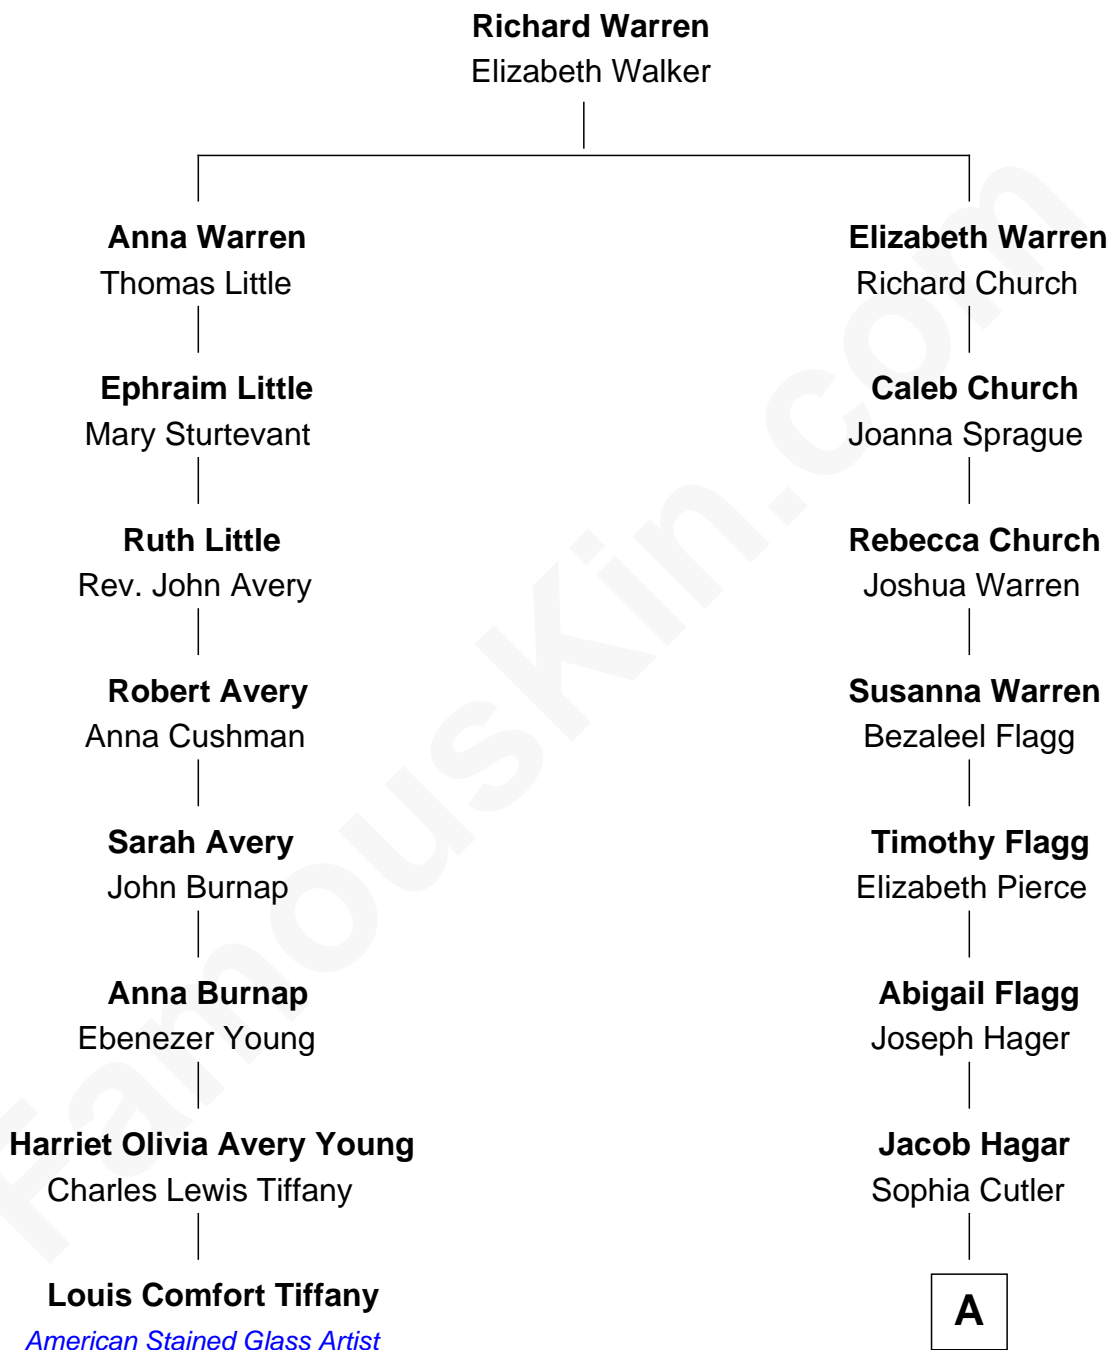 Richard Warren
Elizabeth Walker
Anna Warren
Thomas Little
Elizabeth Warren
Richard Church
Ephraim Little
Mary Sturtevant
Caleb Church
Joanna Sprague
Ruth Little
Rev. John Avery
Rebecca Church
Joshua Warren
Robert Avery
Anna Cushman
Susanna Warren
Bezaleel Flagg
Sarah Avery
John Burnap
Timothy Flagg
Elizabeth Pierce
Anna Burnap
Ebenezer Young
Abigail Flagg
Joseph Hager
Harriet Olivia Avery Young
Charles Lewis Tiffany
Jacob Hagar
Sophia Cutler
Louis Comfort Tiffany
American Stained Glass Artist
A
FamousKin.com